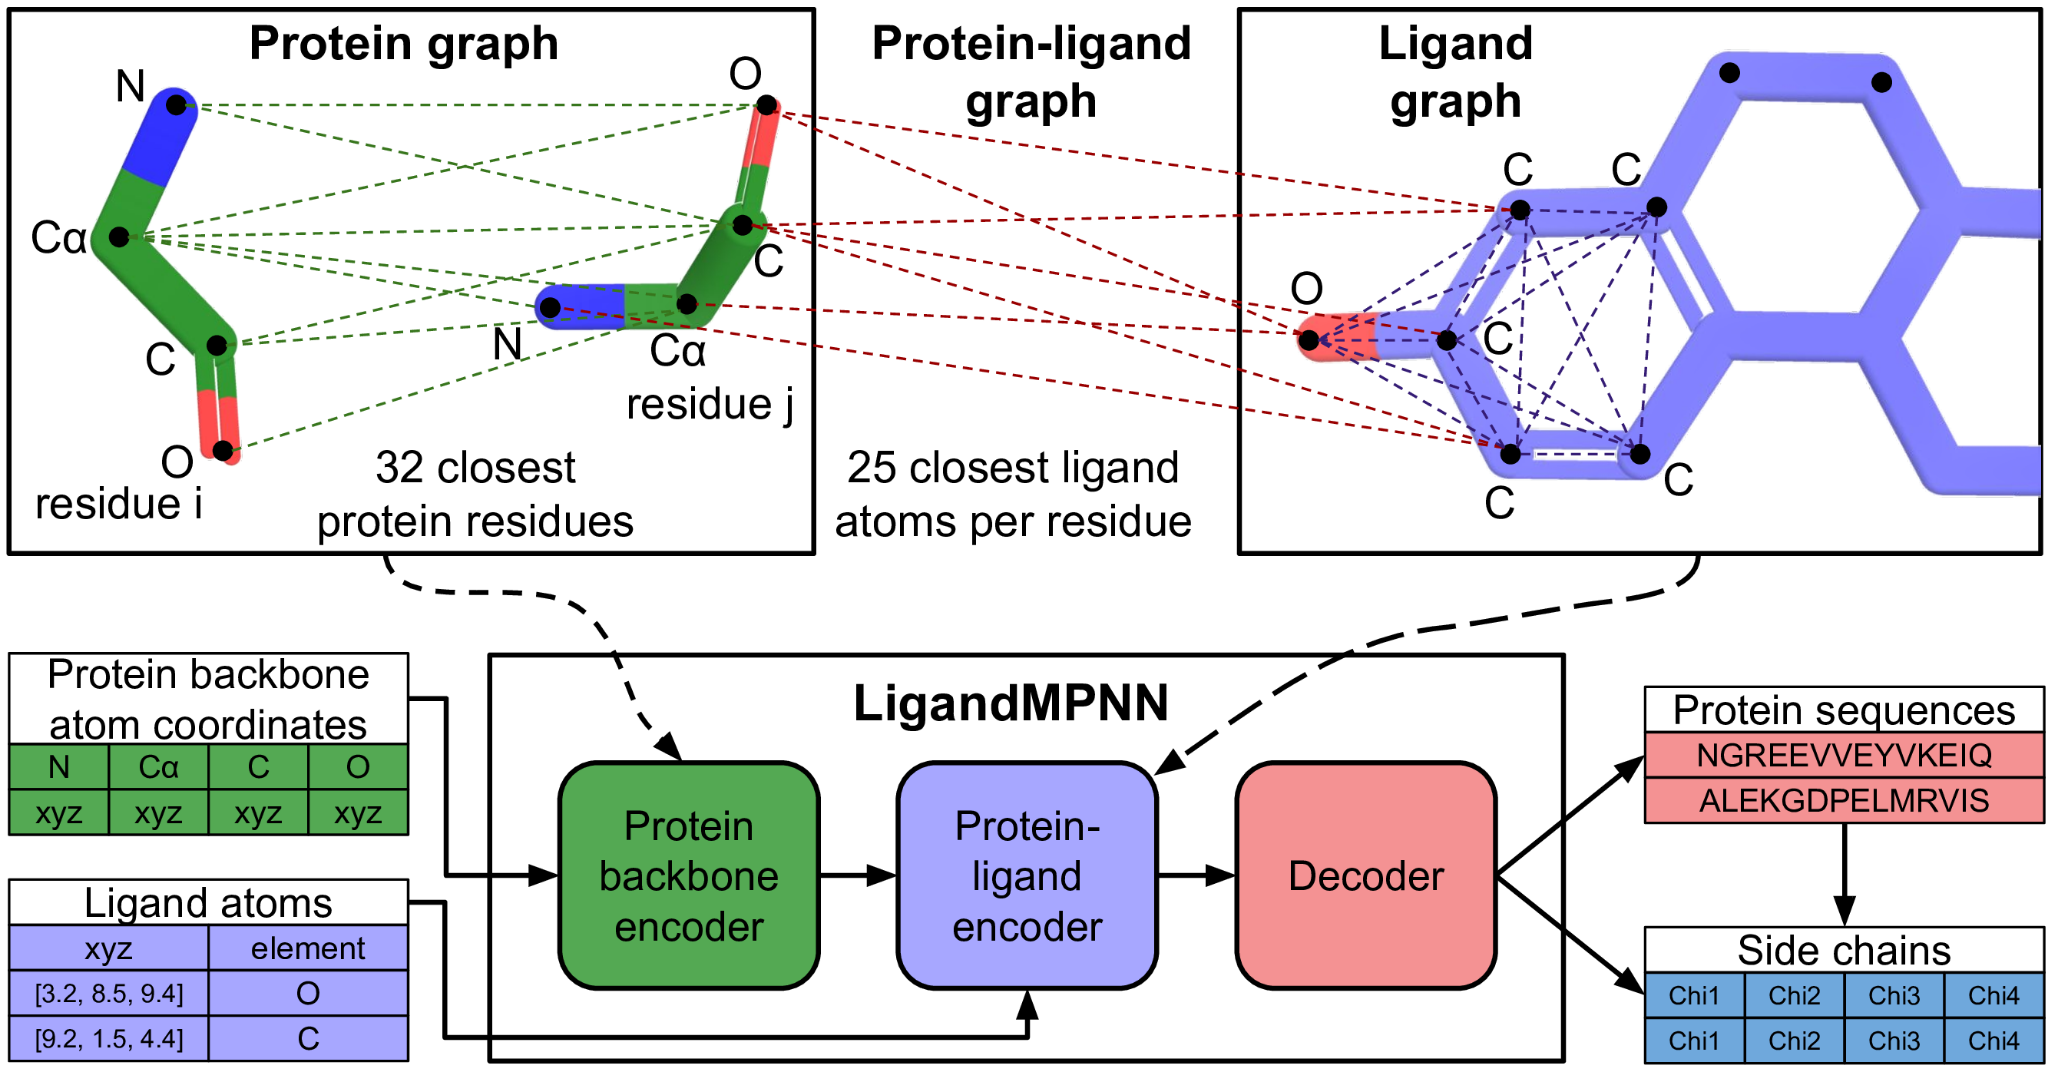 Protein graph
N
O
Cα
C
C
N
Cα
residue j
O
residue i
32 closest
protein residues
Protein-ligand
graph
25 closest ligand
atoms per residue
Ligand
graph
C
C
O
C
C
C
Protein backbone
atom coordinates
N Cα C O
xyz xyz xyz xyz
Ligand atoms
xyz element
[3.2, 8.5, 9.4] O
[9.2, 1.5, 4.4] C
LigandMPNN
Protein
backbone
encoder
Protein-
ligand
encoder
Decoder
Protein sequences
NGREEVVEYVKEIQ
ALEKGDPELMRVIS
Side chains
Chi1 Chi2 Chi3 Chi4
Chi1 Chi2 Chi3 Chi4